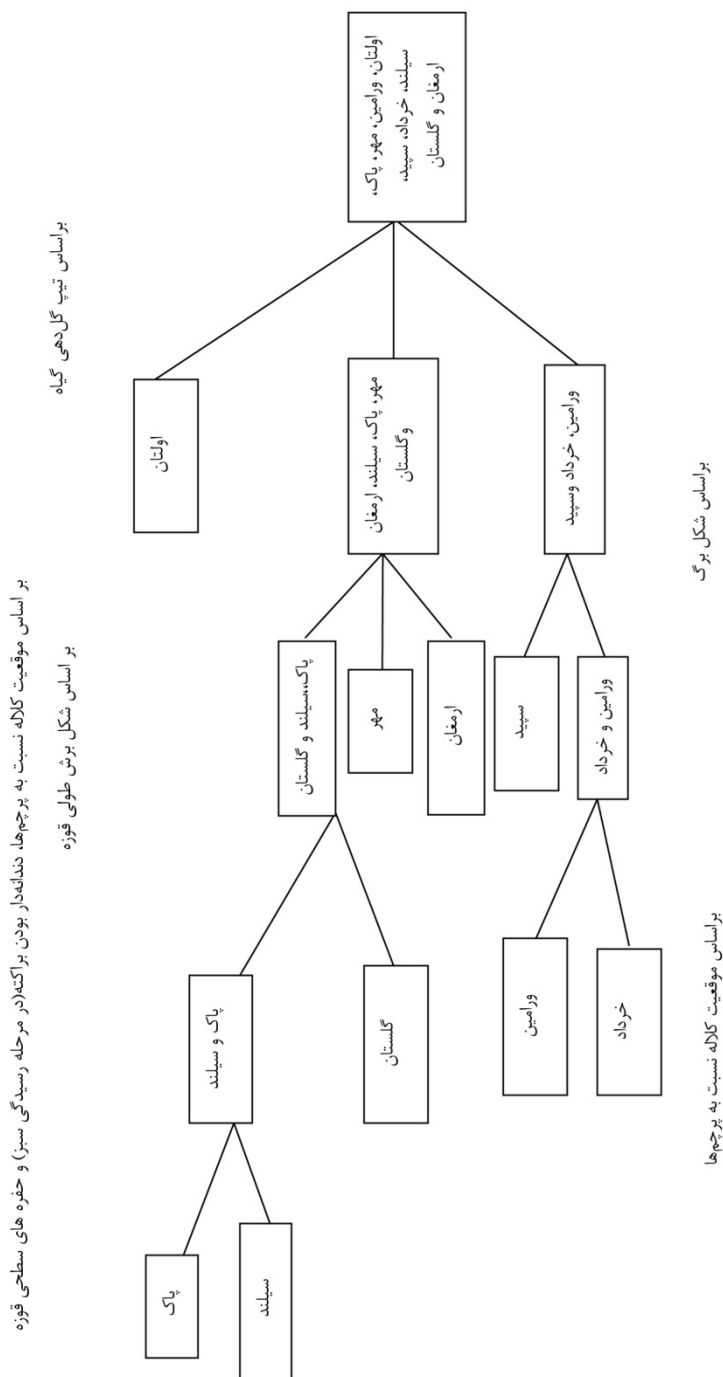 اولتان، ورامین، مهر، پاک،
سیلند، خرداد، سپید،
ارمغان و گلستان
براساس تیپ گل‌دهی گیاه
اولتان
مهر، پاک، سیلند، ارمغان
وگلستان
ورامین، خرداد وسپید
براساس شکل برگ
بر اساس شکل برش طولی قوزه
پاک،،سیلند و گلستان
مهر
ارمغان
سپید
ورامین و خرداد
بر اساس موقعیت کلاله نسبت به پرچم‌ها، دندانه‌دار بودن براکته(در مرحله رسیدگی سبز) و حفره های سطحی قوزه
پاک و سیلند
گلستان
ورامین
خرداد
براساس موقعیت کلاله نسبت به پرچم‌ها
پاک
سیلند